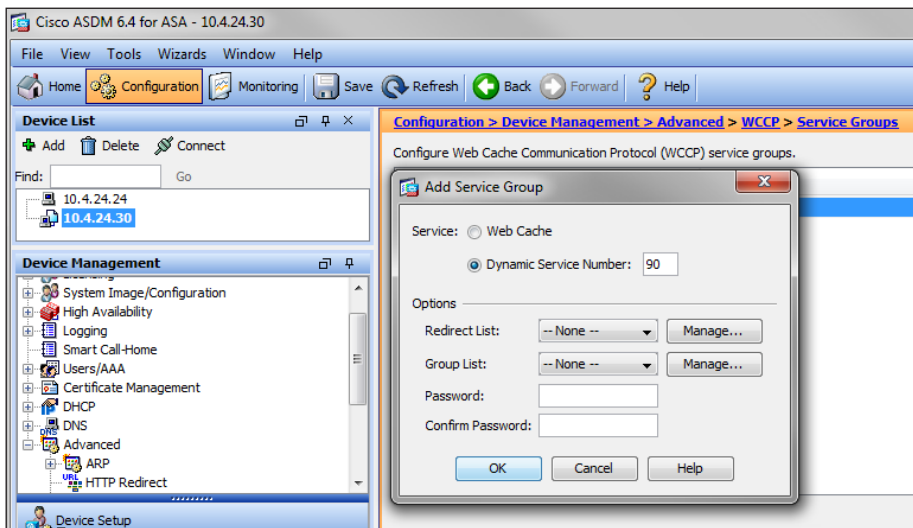 Cisco ASDM 6.4 for ASA - 10.4.24.30
File View Tools Wizards Window Help
Home Configuration Monitoring Save Refresh Back Forward Help
Device List
Add Delete Connect
Find: Go
10.4.24.24
10.4.24.30
Device Management
System Image/Configuration
High Availability
Logging
Smart Call-Home
Users/AAA
Certificate Management
DHCP
DNS
DNS
Advanced
ARP
URL
HTTP Redirect
Device Setup
Configuration > Device Management > Advanced > WCCP > Service Groups
Configure Web Cache Communication Protocol (WCCP) service groups.
Add Service Group
Service: Web Cache
Dynamic Service Number: 90
Options
Redirect List: -- None -- Manage...
Group List: -- None -- Manage...
Password:
Confirm Password:
OK Cancel Help